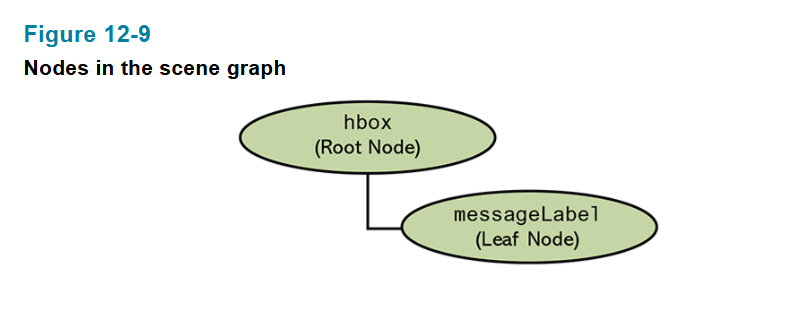 Figure 12-9
Nodes in the scene graph
hbox
(Root Node)
messageLabel
(Leaf Node)